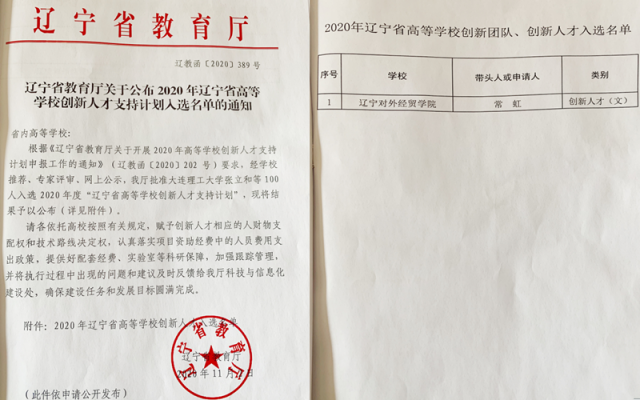 辽宁省教育厅
辽教函〔2020〕389号
辽宁省教育厅关于公布2020年辽宁省高等
学校创新人才支持计划入选名单的通知
省内高等学校：
根据《辽宁省教育厅关于开展2020年高等学校创新人才支持
计划申报工作的通知》（辽教函〔2020〕202号）要求，经学校
推荐、专家评审、网上公示，我厅批准大连理工大学张立和等100
人入选2020年度“辽宁省高等学校创新人才支持计划”，现将结
果予以公布（详见附件）。
请各依托高校按照有关规定，赋予创新人才相应的人财物支
配权和技术路线决定权，认真落实项目资助经费中的人员费用支
出政策，提供好配套经费、实验室等科研保障，加强跟踪管理，
并将执行过程中出现的问题和建议及时反馈给我厅科技与信息化
建设处，确保建设任务和发展目标圆满完成。
附件：2020年辽宁省高等学校创新人才入选名单
辽宁省教育厅
辽宁省教育厅
2020年11月
（此件依申请公开发布）
2020年辽宁省高等学校创新团队、创新人才入选名单
序号 学校 带头人或申请人 类别
1 辽宁对外经贸学院 常 虹 创新人才（文）